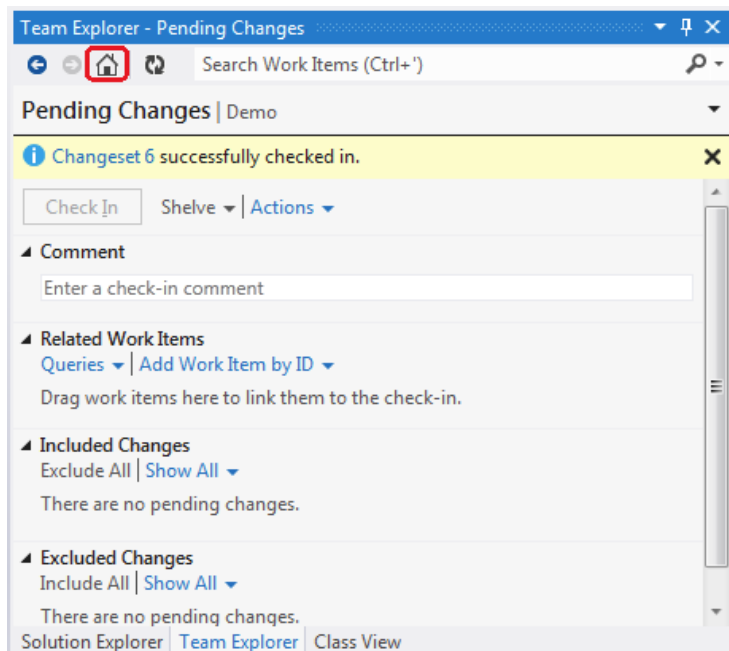 Team Explorer - Pending Changes
Search Work Items (Ctrl+')
Pending Changes | Demo
Changeset 6 successfully checked in.
Check In Shelve Actions
Comment
Enter a check-in comment
Related Work Items
Queries Add Work Item by ID
Drag work items here to link them to the check-in.
Included Changes
Exclude All Show All
There are no pending changes.
Excluded Changes
Include All Show All
There are no pending changes.
Solution Explorer Team Explorer Class View